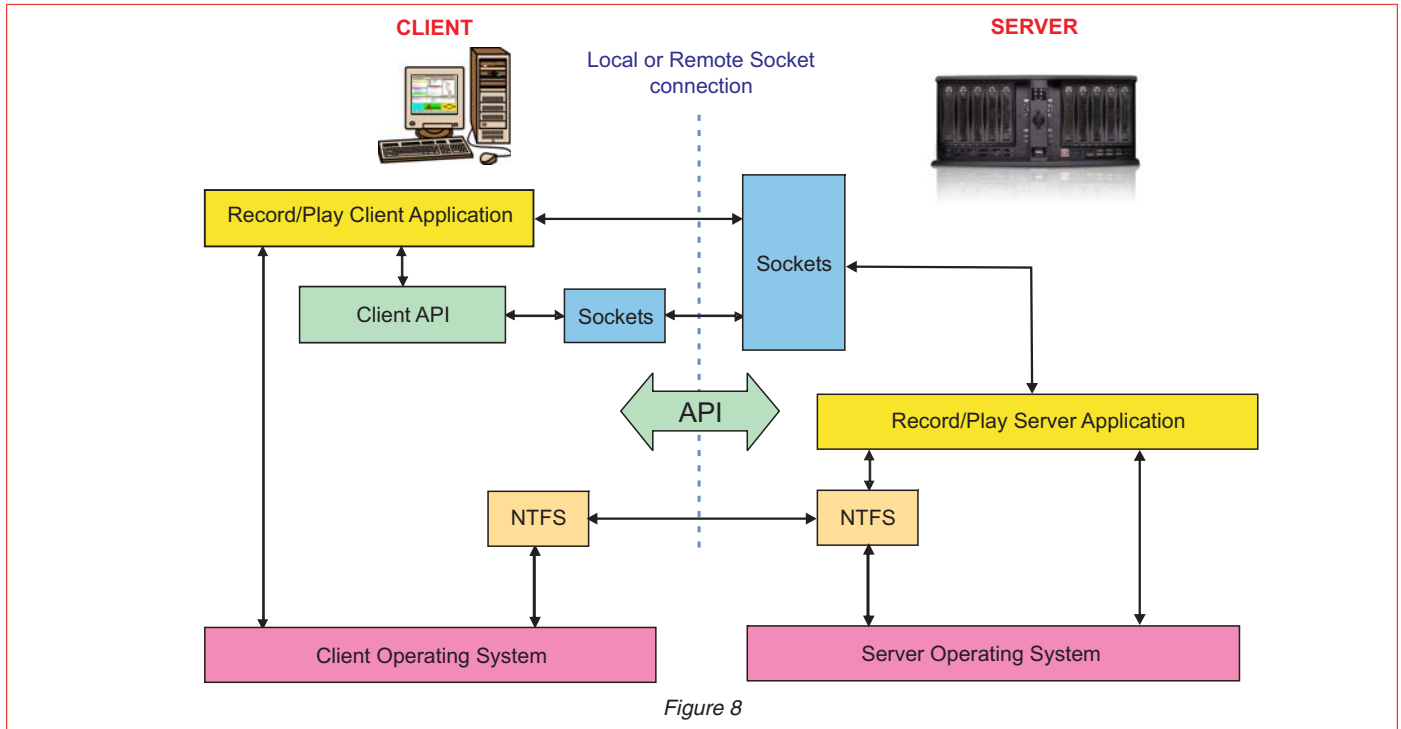 CLIENT
SERVER
Local or Remote Socket
connection
Record/Play Client Application
Sockets
Client API
Sockets
API
Record/Play Server Application
NTFS
NTFS
Client Operating System
Server Operating System
Figure 8